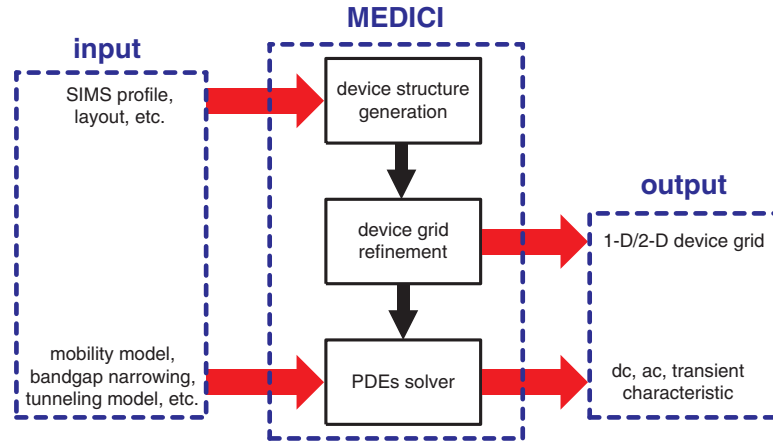 MEDICI
input
SIMS profile,
layout, etc.
device structure
generation
output
device grid
refinement
1-D/2-D device grid
mobility model,
bandgap narrowing,
tunneling model, etc.
PDEs solver
dc, ac, transient
characteristic